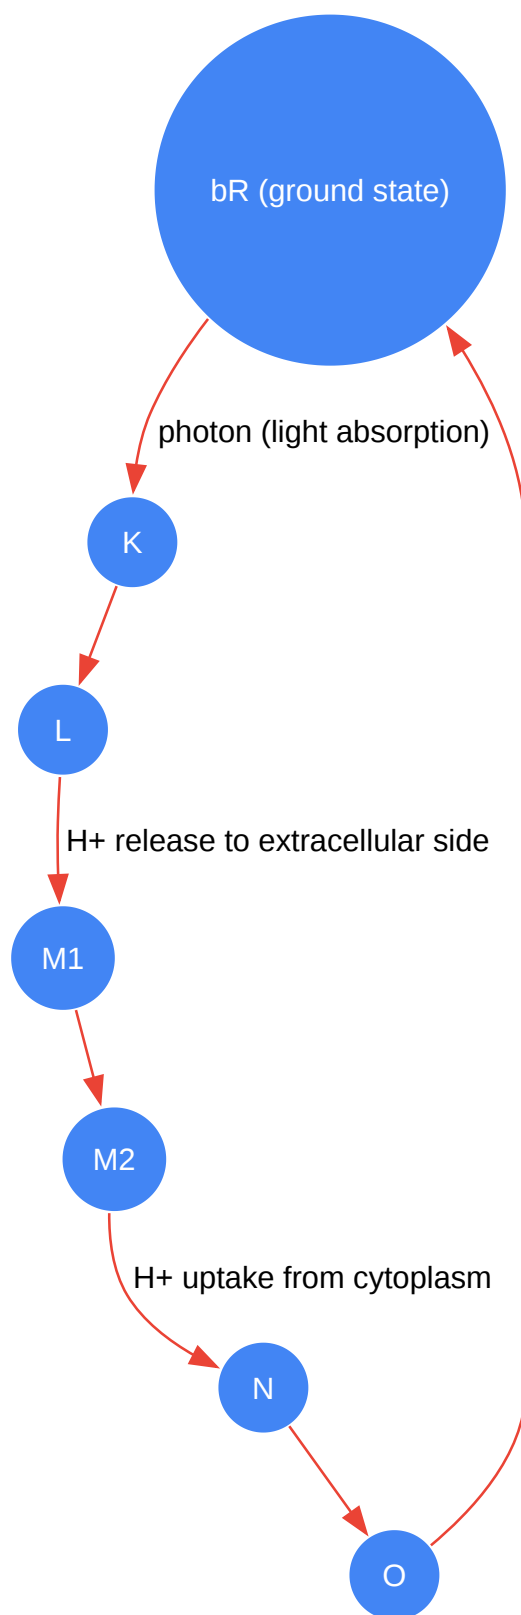 bR (ground state)
photon (light absorption)
K
L
H+ release to extracellular side
M1
M2
H+ uptake from cytoplasm
N
O